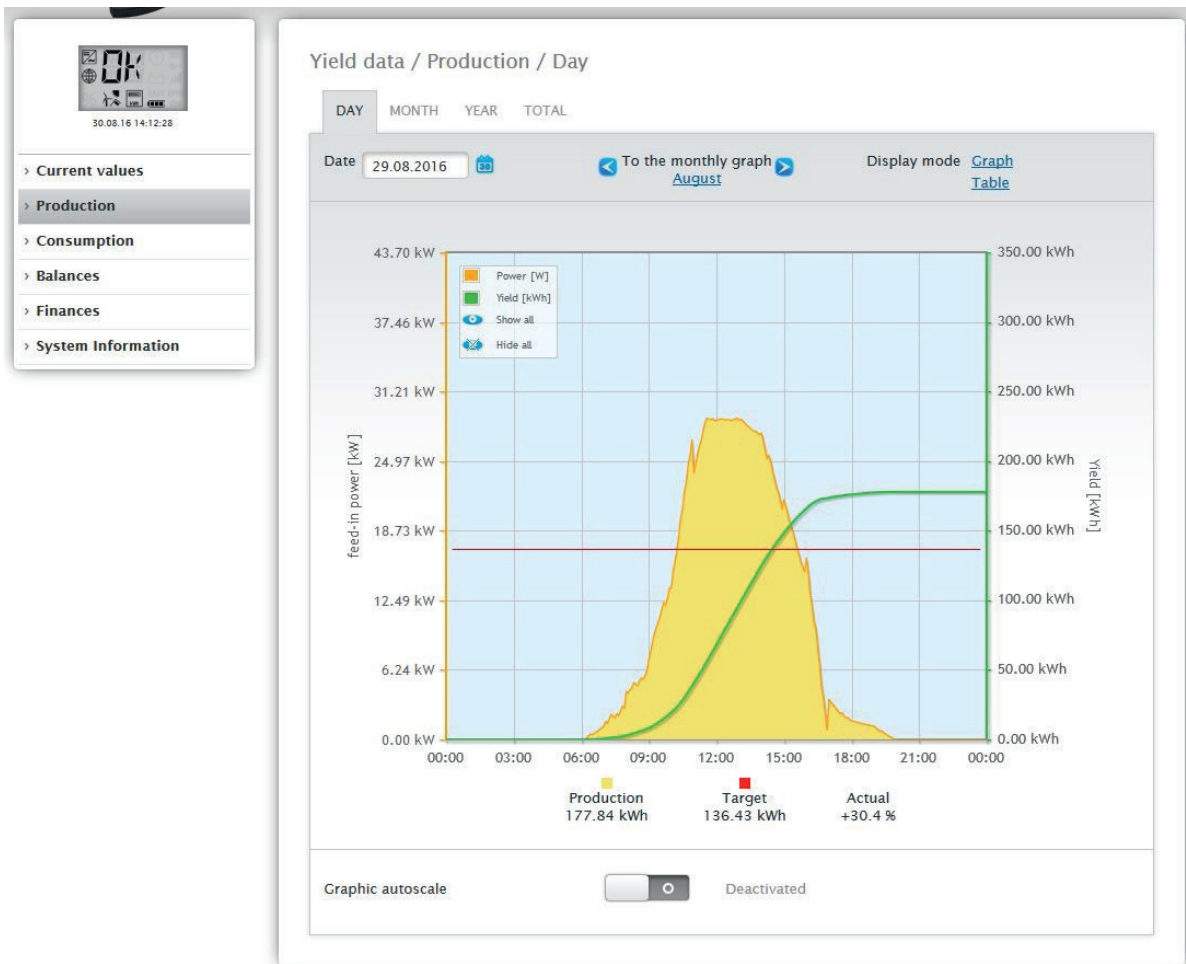 OK
30.08.16 14:12:28
› Current values
› Production
› Consumption
› Balances
› Finances
› System Information
Yield data / Production / Day
DAY MONTH YEAR TOTAL
Date 29.08.2016 30 To the monthly graph August Display mode Graph
Table
43.70 kW
37.46 kW
31.21 kW
24.97 kW
18.73 kW
12.49 kW
6.24 kW
0.00 kW
feed-in power [kW]
Power [W]
Yield [kWh]
Show all
Hide all
350.00 kWh
300.00 kWh
250.00 kWh
200.00 kWh
150.00 kWh
100.00 kWh
50.00 kWh
0.00 kWh
Yield [kWh]
00:00 03:00 06:00 09:00 12:00 15:00 18:00 21:00 00:00
Production Target Actual
177.84 kWh 136.43 kWh +30.4 %
Graphic autoscale Deactivated